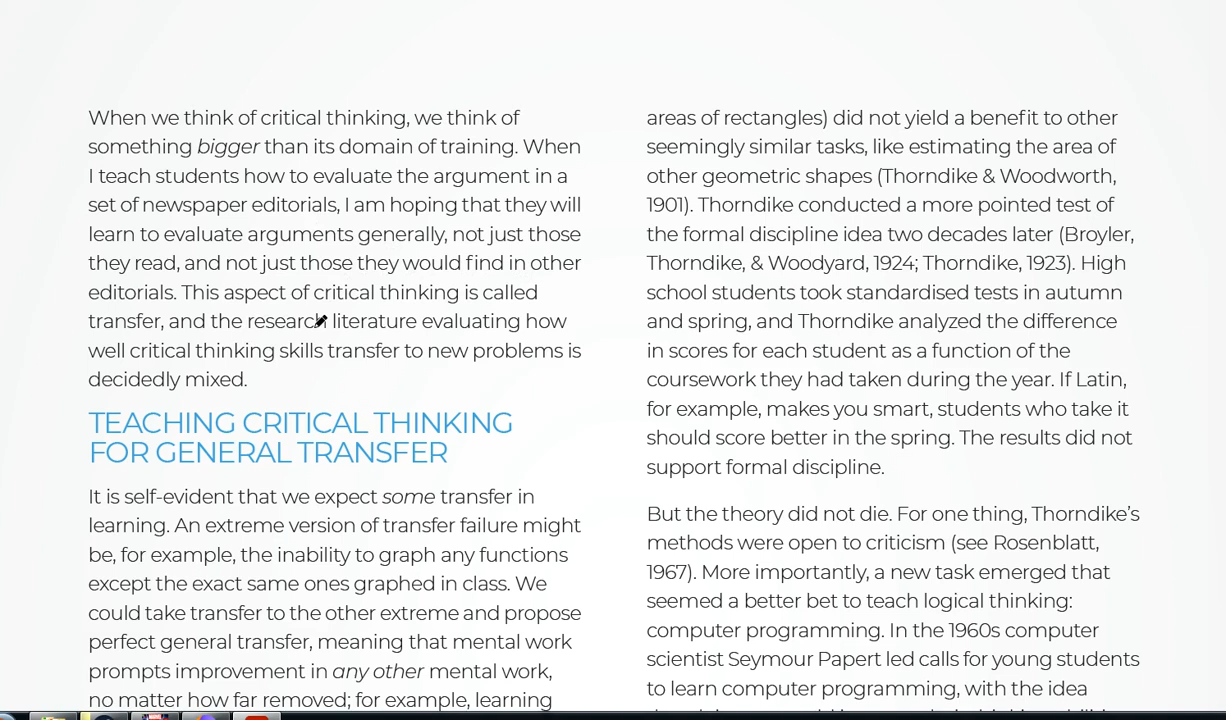 When we think of critical thinking, we think of
something bigger than its domain of training. When
I teach students how to evaluate the argument in a
set of newspaper editorials, I am hoping that they will
learn to evaluate arguments generally, not just those
they read, and not just those they would find in other
editorials. This aspect of critical thinking is called
transfer, and the research literature evaluating how
well critical thinking skills transfer to new problems is
decidedly mixed.
TEACHING CRITICAL THINKING
FOR GENERAL TRANSFER
It is self-evident that we expect some transfer in
learning. An extreme version of transfer failure might
be, for example, the inability to graph any functions
except the exact same ones graphed in class. We
could take transfer to the other extreme and propose
perfect general transfer, meaning that mental work
prompts improvement in any other mental work,
no matter how far removed; for example, learning
areas of rectangles) did not yield a benefit to other
seemingly similar tasks, like estimating the area of
other geometric shapes (Thorndike & Woodworth,
1901). Thorndike conducted a more pointed test of
the formal discipline idea two decades later (Broyler,
Thorndike, & Woodyard, 1924; Thorndike, 1923). High
school students took standardised tests in autumn
and spring, and Thorndike analyzed the difference
in scores for each student as a function of the
coursework they had taken during the year. If Latin,
for example, makes you smart, students who take it
should score better in the spring. The results did not
support formal discipline.
But the theory did not die. For one thing, Thorndike’s
methods were open to criticism (see Rosenblatt,
1967). More importantly, a new task emerged that
seemed a better bet to teach logical thinking:
computer programming. In the 1960s computer
scientist Seymour Papert led calls for young students
to learn computer programming, with the idea